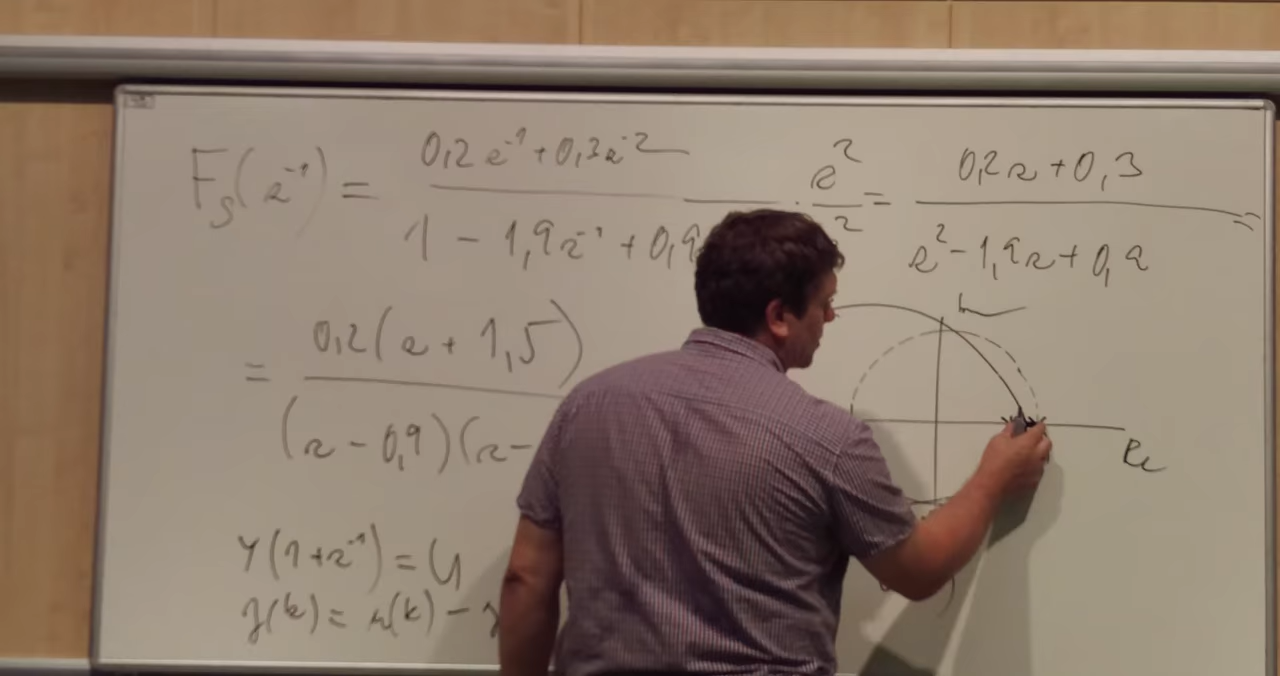 F_S(z^-1) = (0,2z^-1 + 0,3z^-2) / (1 - 1,9z^-1 + 0,9 · z^2/z^2 = (0,2z + 0,3) / (z^2 - 1,9z + 0,9) =
= 0,2(z + 1,5) / (z - 0,9)(z -
Im
Re
Y(1+z^-1) = U
y(k) = u(k) -